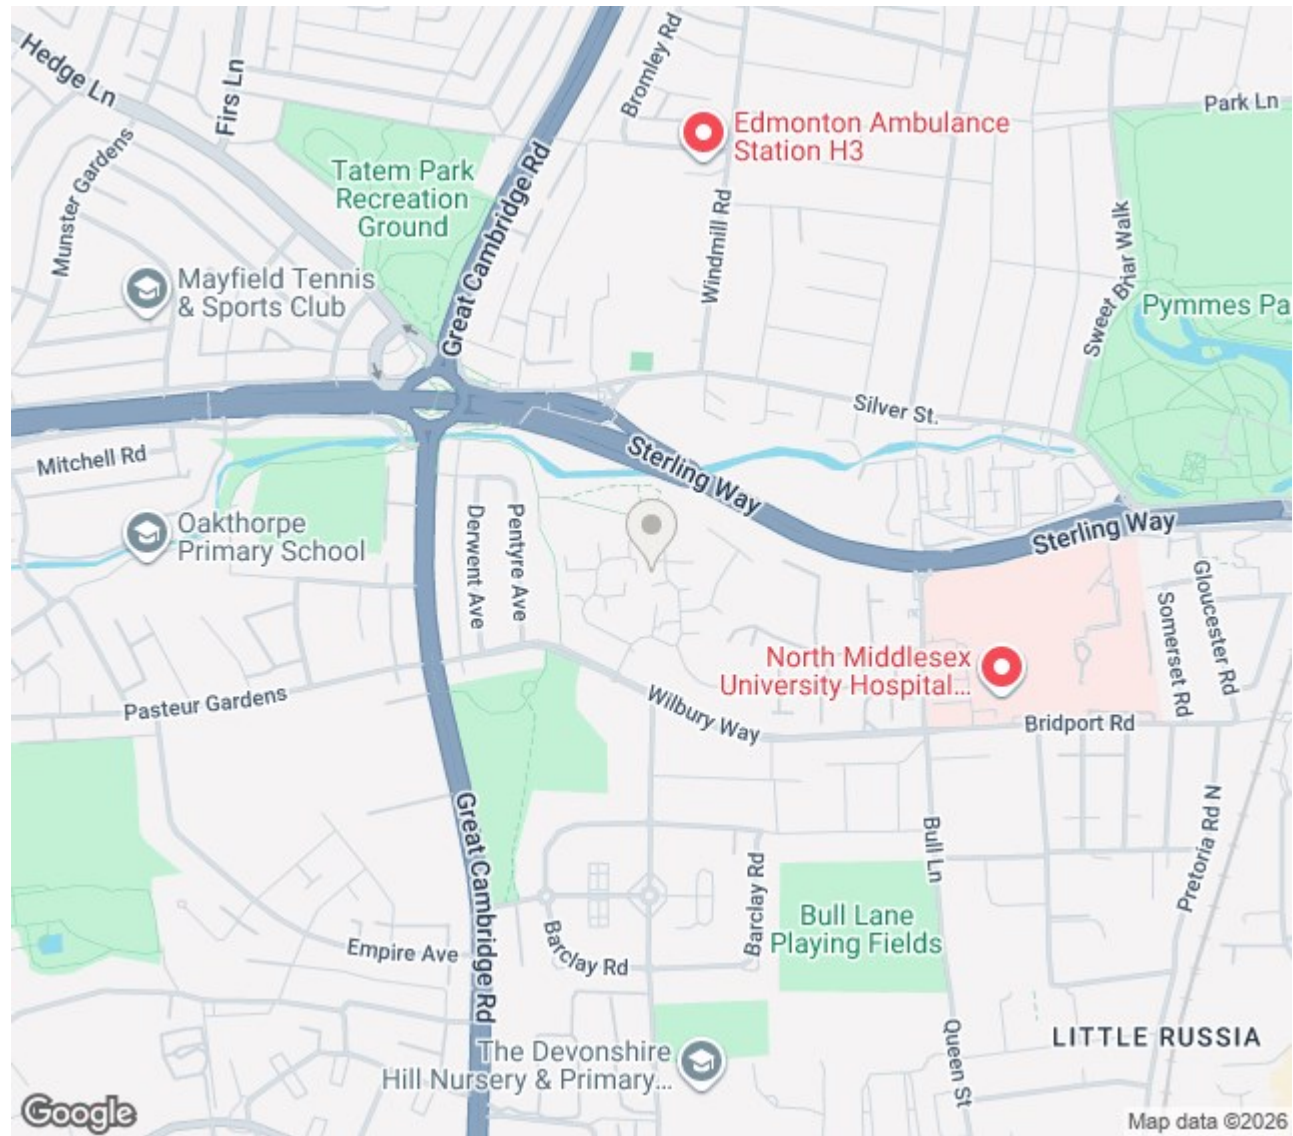 Hedge Ln
Firs Ln
Bromley Rd
Edmonton Ambulance
Station H3
Park Ln
Munster Gardens
Tatem Park
Recreation
Ground
Great Cambridge Rd
Windmill Rd
Sweet Briar Walk
Mayfield Tennis
& Sports Club
Pymmes Pa
Silver St.
Mitchell Rd
Sterling Way
Oakthorpe
Primary School
Derwent Ave
Pentyre Ave
Sterling Way
Gloucester Rd
Somerset Rd
North Middlesex
University Hospital...
Pasteur Gardens
Wilbury Way
Bridport Rd
Great Cambridge Rd
Bull Ln
Pretoria Rd N
Barclay Rd
Bull Lane
Playing Fields
Empire Ave
Barclay Rd
The Devonshire
Hill Nursery & Primary...
Queen St
LITTLE RUSSIA
Google
Map data ©2026